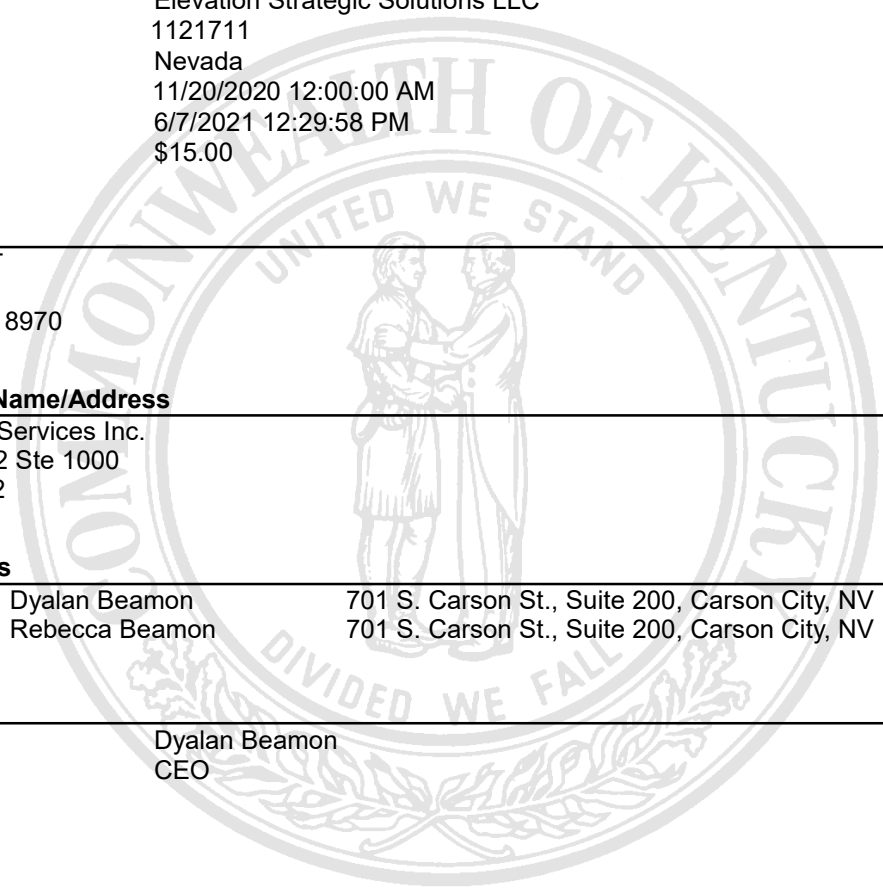 Elevation Strategic Solutions LLC
1121711
Nevada
11/20/2020 12:00:00 AM
6/7/2021 12:29:58 PM
$15.00
8970
Name/Address
Services Inc.
2 Ste 1000
2
s
Dyalan Beamon 701 S. Carson St., Suite 200, Carson City, NV
Rebecca Beamon 701 S. Carson St., Suite 200, Carson City, NV
Dyalan Beamon
CEO
COMMONWEALTH OF KENTUCKY
UNITED WE STAND
DIVIDED WE FALL